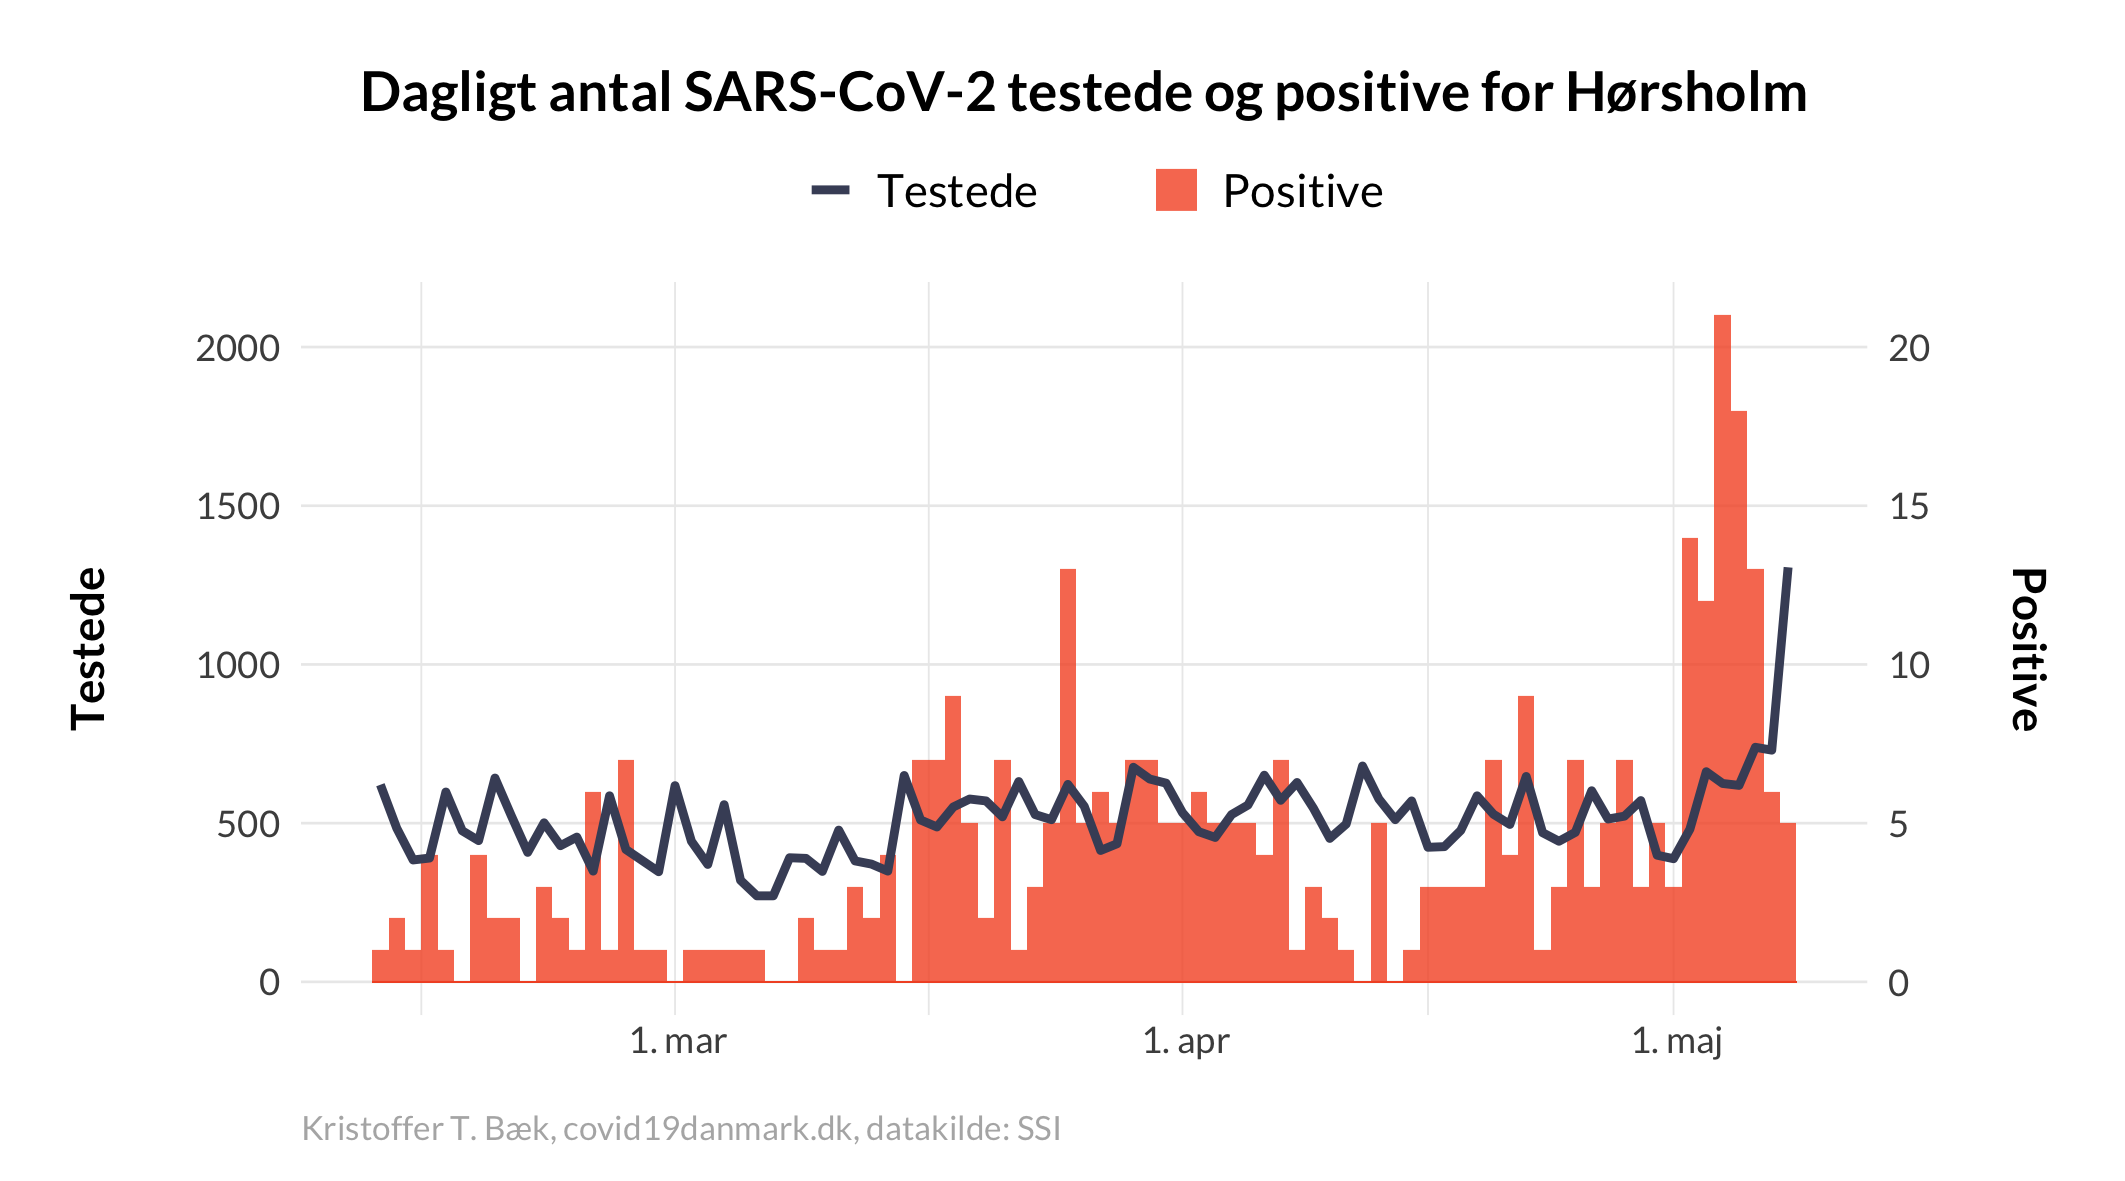 Dagligt antal SARS-CoV-2 testede og positive for Hørsholm
Testede Positive
2000 20
1500 15
1000 10
500 5
0 0
Testede
Positive
1. mar 1. apr 1. maj
Kristoffer T. Bæk, covid19danmark.dk, datakilde: SSI